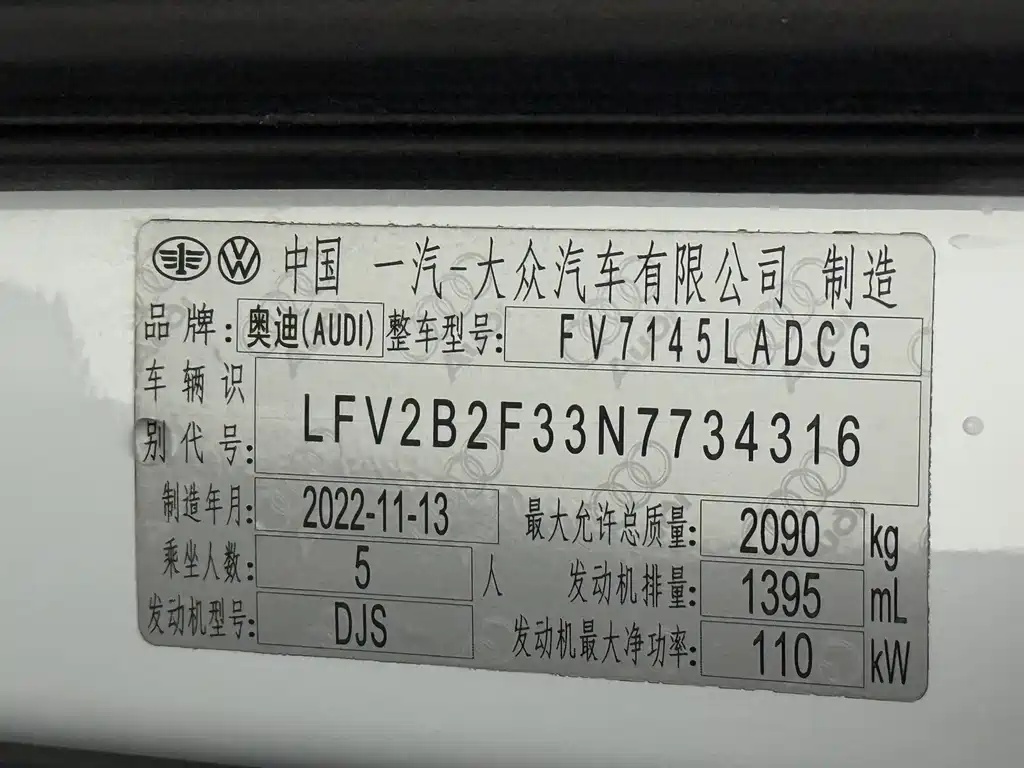 中国 一汽-大众汽车有限公司 制造
品牌: 奥迪(AUDI) 整车型号: FV7145LADCG
车辆识别代号: LFV2B2F33N7734316
制造年月: 2022-11-13 最大允许总质量: 2090 kg
乘坐人数: 5 人 发动机排量: 1395 mL
发动机型号: DJS 发动机最大净功率: 110 kW